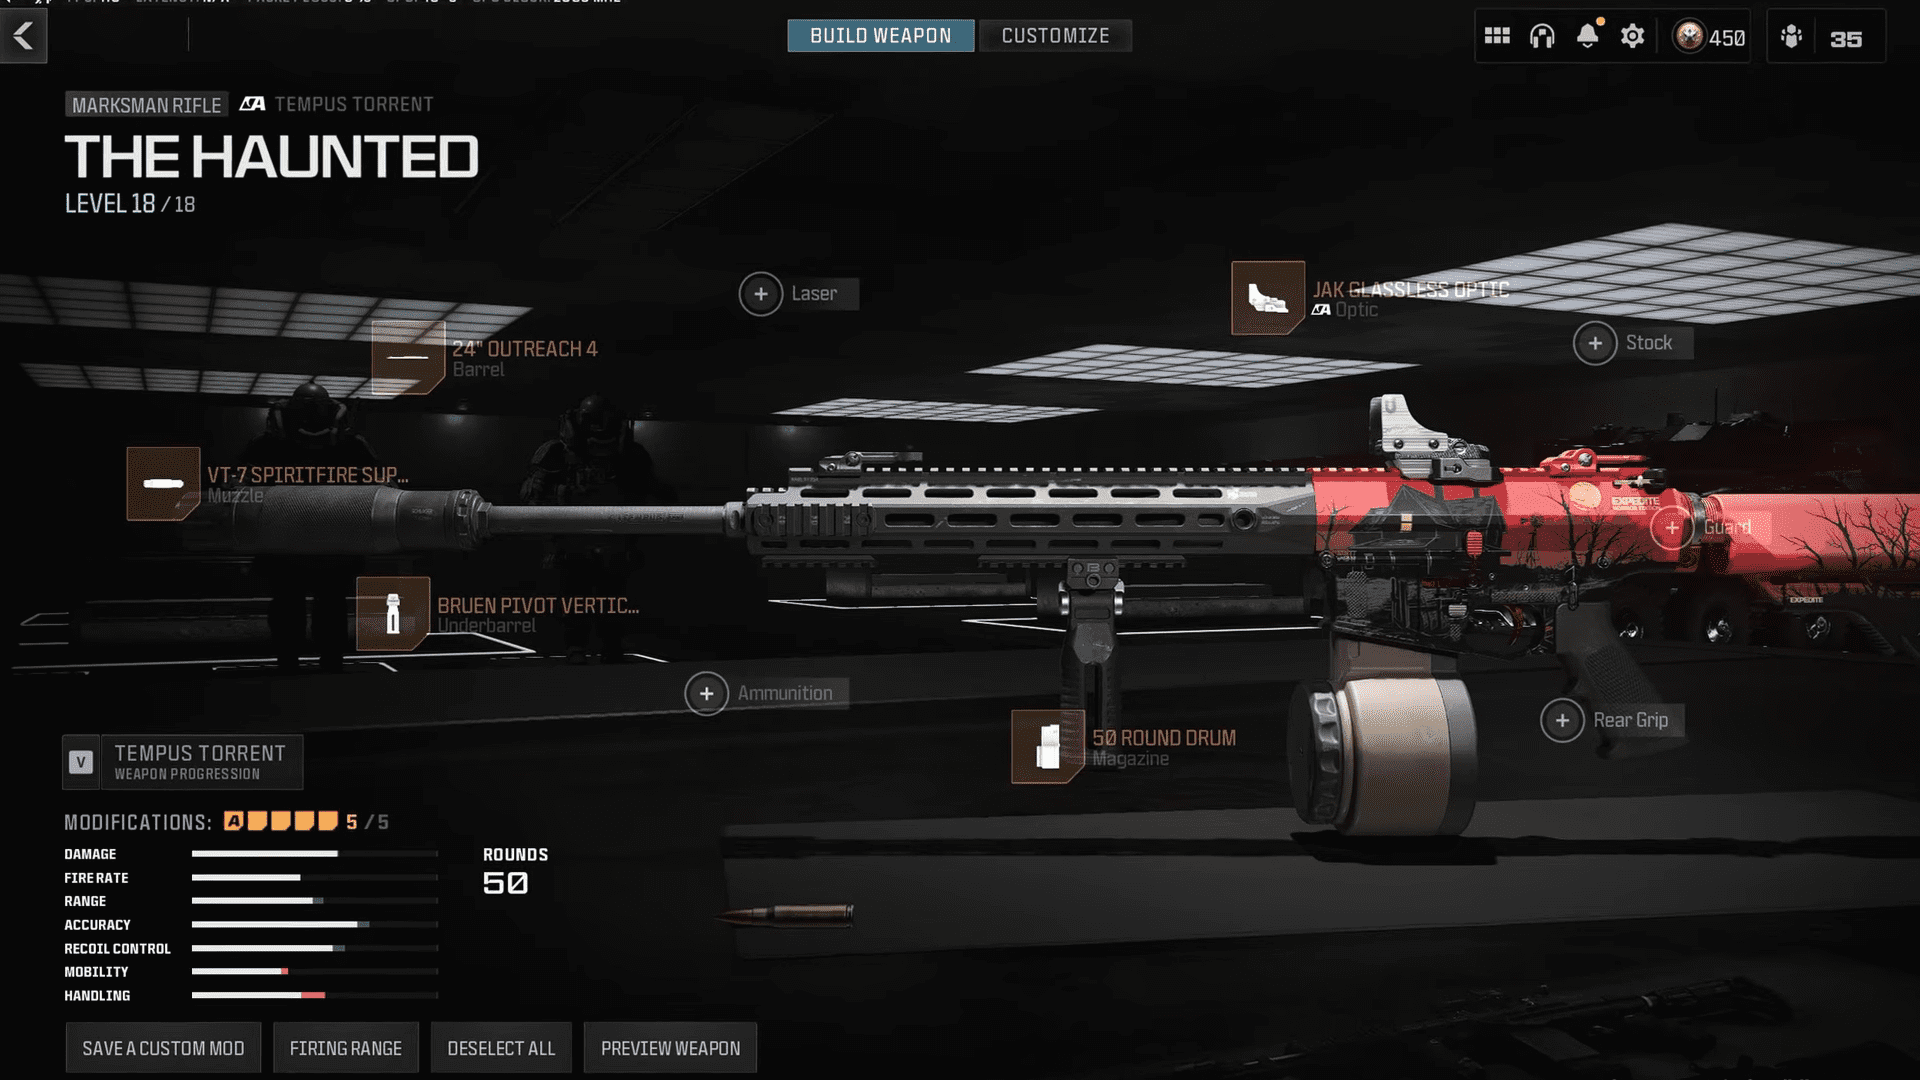 BUILD WEAPON
CUSTOMIZE
450
35
MARKSMAN RIFLE TEMPUS TORRENT
THE HAUNTED
LEVEL 18 / 18
Laser
JAK GLASSLESS OPTIC
Optic
Stock
24" OUTREACH 4
Barrel
VT-7 SPIRITFIRE SUP...
Muzzle
EXPEDITE
Guard
EXPEDITE
BRUEN PIVOT VERTIC...
Underbarrel
Ammunition
Rear Grip
50 ROUND DRUM
Magazine
V
TEMPUS TORRENT
WEAPON PROGRESSION
MODIFICATIONS: A 5 / 5
DAMAGE
FIRE RATE
RANGE
ACCURACY
RECOIL CONTROL
MOBILITY
HANDLING
ROUNDS
50
SAVE A CUSTOM MOD
FIRING RANGE
DESELECT ALL
PREVIEW WEAPON